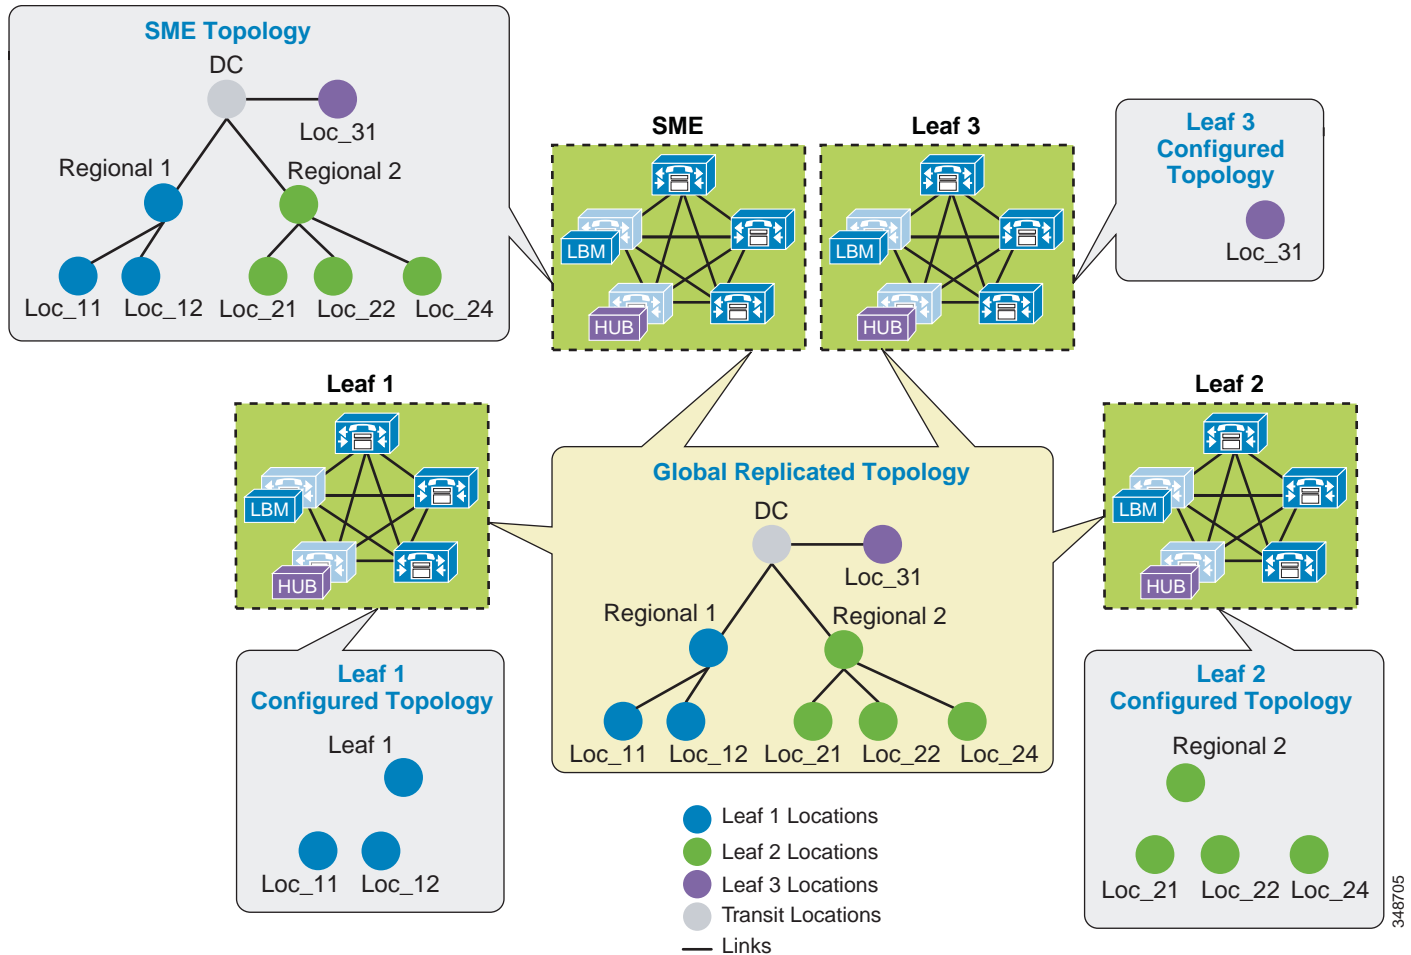 SME Topology
DC
Loc_31
Regional 1
Regional 2
Loc_11
Loc_12
Loc_21
Loc_22
Loc_24
SME
LBM
HUB
Leaf 3
LBM
HUB
Leaf 3
Configured
Topology
Loc_31
Leaf 1
LBM
HUB
Leaf 2
LBM
HUB
Global Replicated Topology
DC
Loc_31
Regional 1
Regional 2
Loc_11
Loc_12
Loc_21
Loc_22
Loc_24
Leaf 1
Configured Topology
Leaf 1
Loc_11
Loc_12
Leaf 2
Configured Topology
Regional 2
Loc_21
Loc_22
Loc_24
Leaf 1 Locations
Leaf 2 Locations
Leaf 3 Locations
Transit Locations
Links
348705